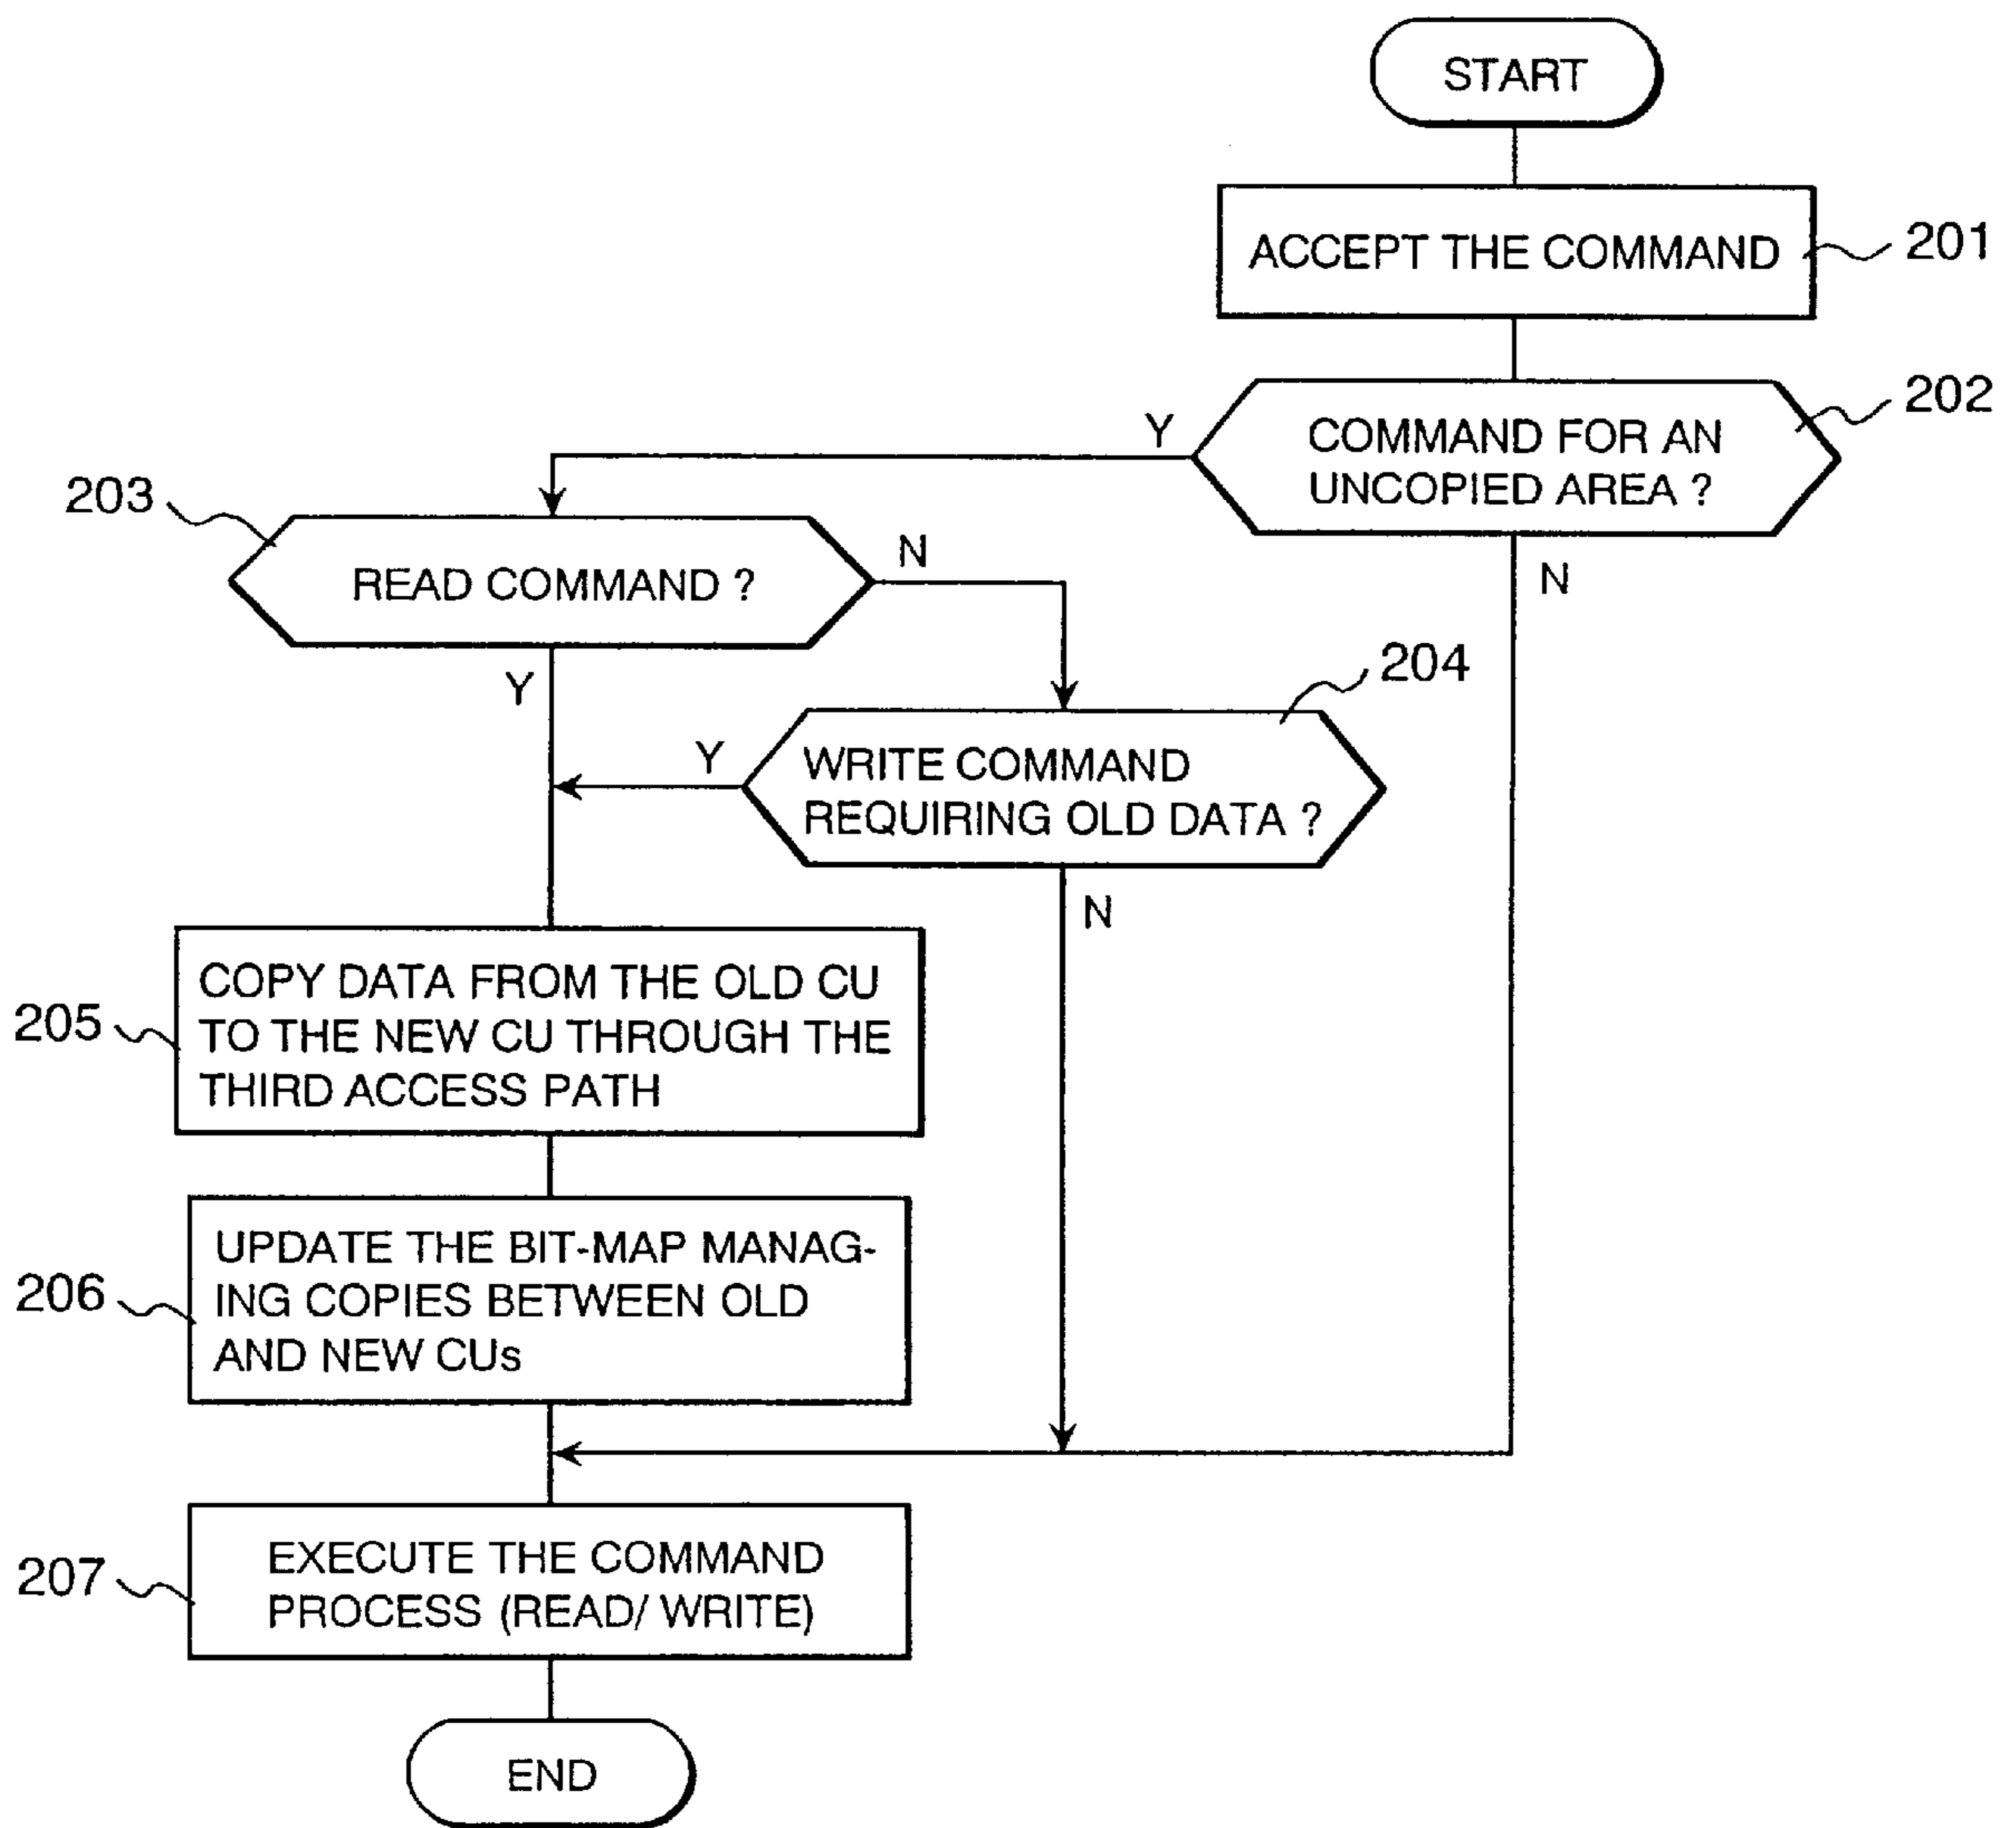 START
ACCEPT THE COMMAND
201
COMMAND FOR AN
UNCOPIED AREA ?
202
Y
N
203
READ COMMAND ?
N
Y
204
WRITE COMMAND
REQUIRING OLD DATA ?
Y
N
205
COPY DATA FROM THE OLD CU
TO THE NEW CU THROUGH THE
THIRD ACCESS PATH
206
UPDATE THE BIT-MAP MANAG-
ING COPIES BETWEEN OLD
AND NEW CUs
207
EXECUTE THE COMMAND
PROCESS (READ/ WRITE)
END